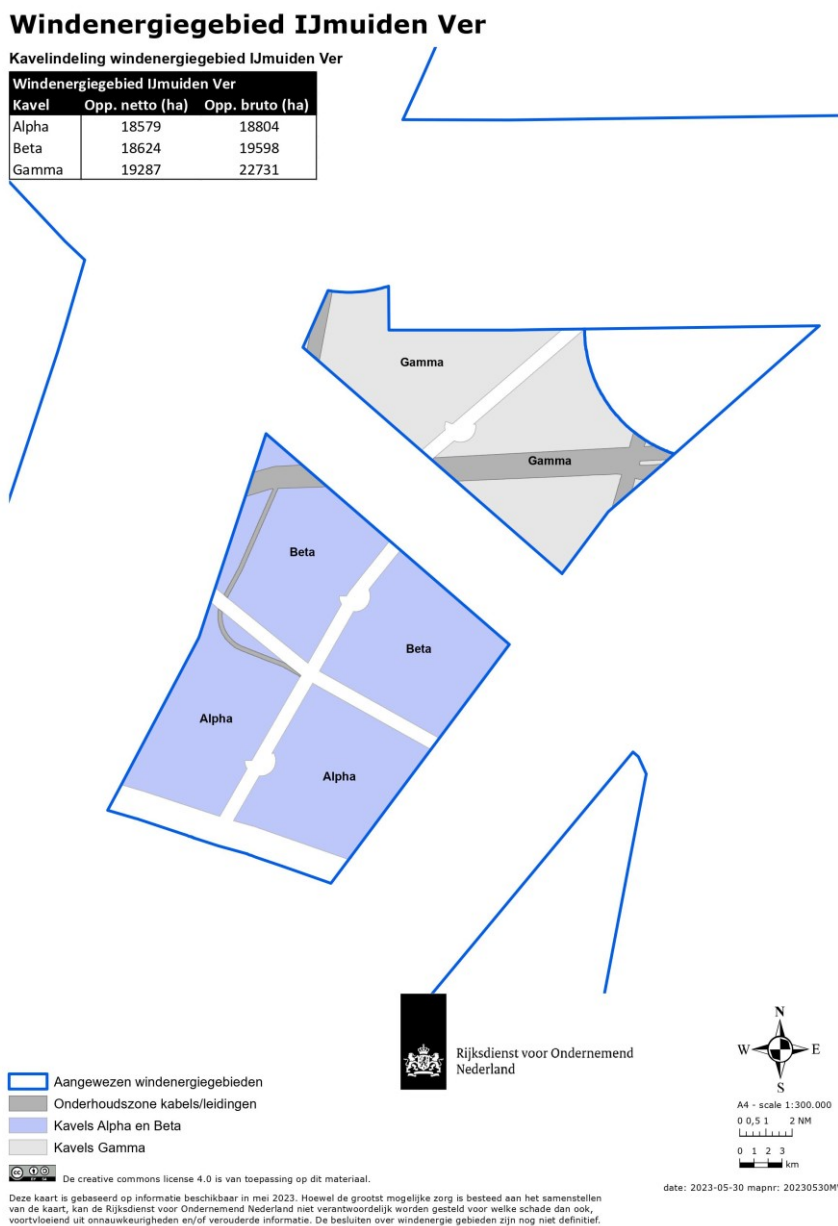 Windenergiegebied IJmuiden Ver
Kavelindeling windenergiegebied IJmuiden Ver
Windenergiegebied IJmuiden Ver
Kavel Opp. netto (ha) Opp. bruto (ha)
Alpha 18579 18804
Beta 18624 19598
Gamma 19287 22731
Gamma
Gamma
Beta
Beta
Alpha
Alpha
Rijksdienst voor Ondernemend
Nederland
N
W E
S
A4 - scale 1:300.000
0 0,5 1 2 NM
0 1 2 3
km
Aangewezen windenergiegebieden
Onderhoudszone kabels/leidingen
Kavels Alpha en Beta
Kavels Gamma
De creative commons license 4.0 is van toepassing op dit materiaal.
date: 2023-05-30 mapnr: 20230530M
Deze kaart is gebaseerd op informatie beschikbaar in mei 2023. Hoewel de grootst mogelijke zorg is besteed aan het samenstellen
van de kaart, kan de Rijksdienst voor Ondernemend Nederland niet verantwoordelijk worden gesteld voor welke schade dan ook,
voortvloeiend uit onnauwkeurigheden en/of verouderde informatie. De besluiten over windenergie gebieden zijn nog niet definitief.